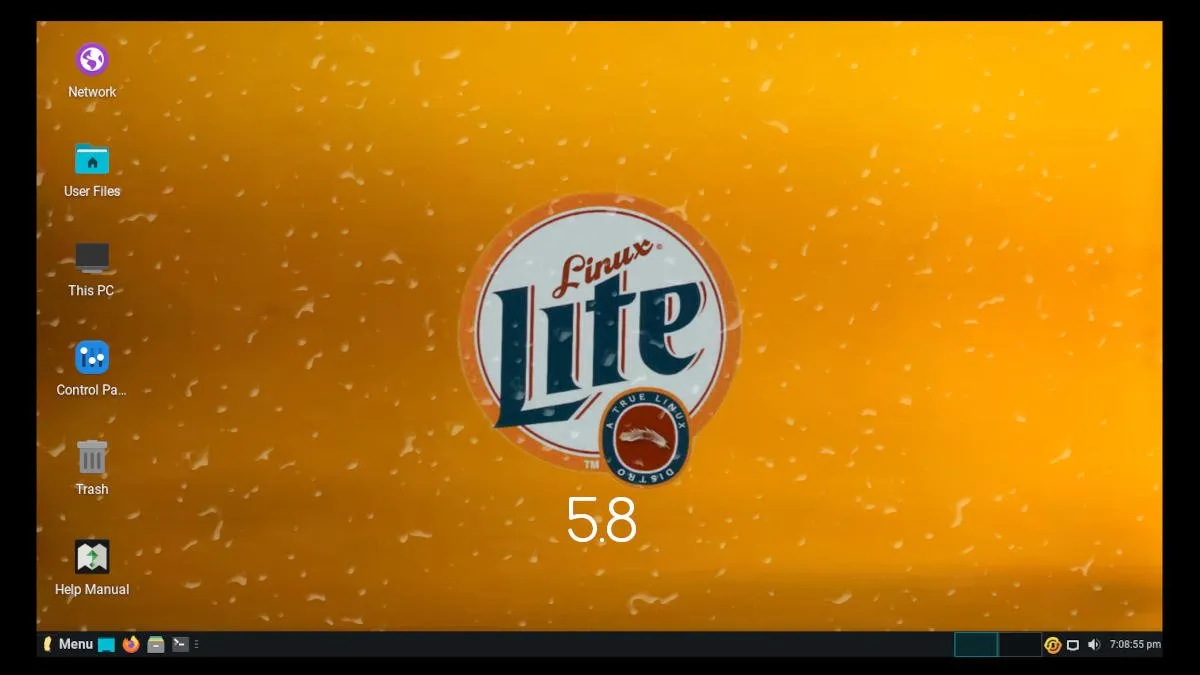 Network
User Files
This PC
Control Pa...
Trash
Help Manual
Linux
Lite
A TRUE LINUX
DISTRO
TM
5.8
Menu
7:08:55 pm